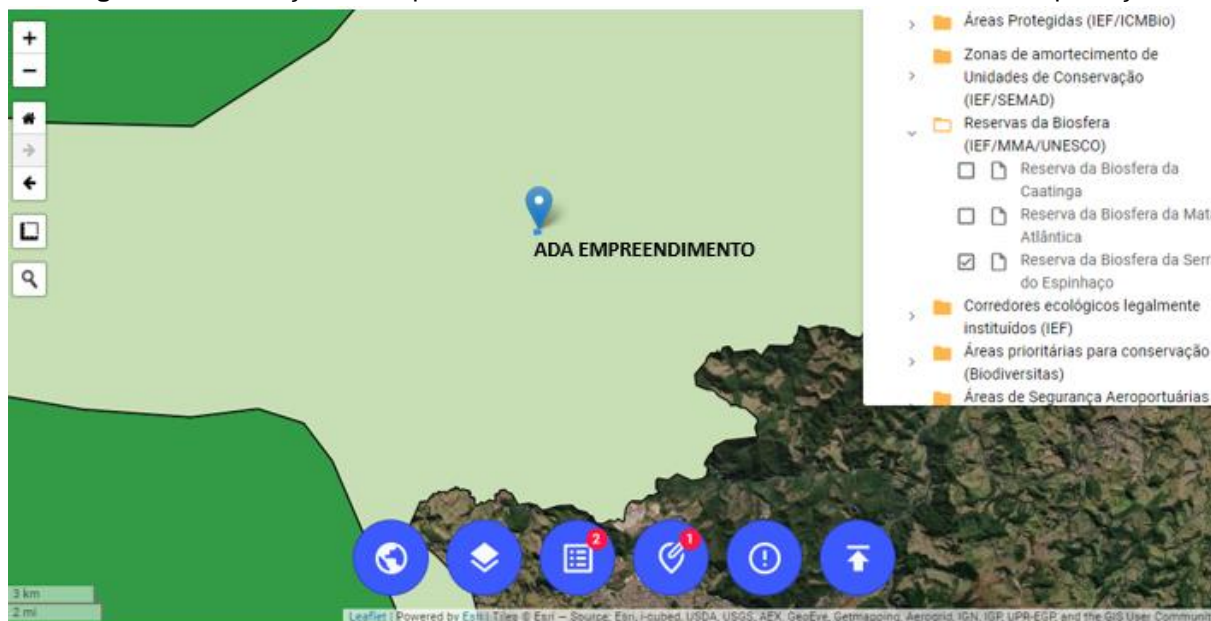 Áreas Protegidas (IEF/ICMBio)
Zonas de amortecimento de
Unidades de Conservação
(IEF/SEMAD)
Reservas da Biosfera
(IEF/MMA/UNESCO)
Reserva da Biosfera da
Caatinga
Reserva da Biosfera da Mat
Atlântica
Reserva da Biosfera da Serr
do Espinhaço
Corredores ecológicos legalmente
instituídos (IEF)
Áreas prioritárias para conservação
(Biodiversitas)
Áreas de Segurança Aeroportuárias
ADA EMPREENDIMENTO
2
1
3 km
2 mi
Leaflet | Powered by Esri | Tiles © Esri — Source: Esri, i-cubed, USDA, USGS, AEX, GeoEye, Getmapping, Aerogrid, IGN, IGP, UPR-EGP, and the GIS User Communit